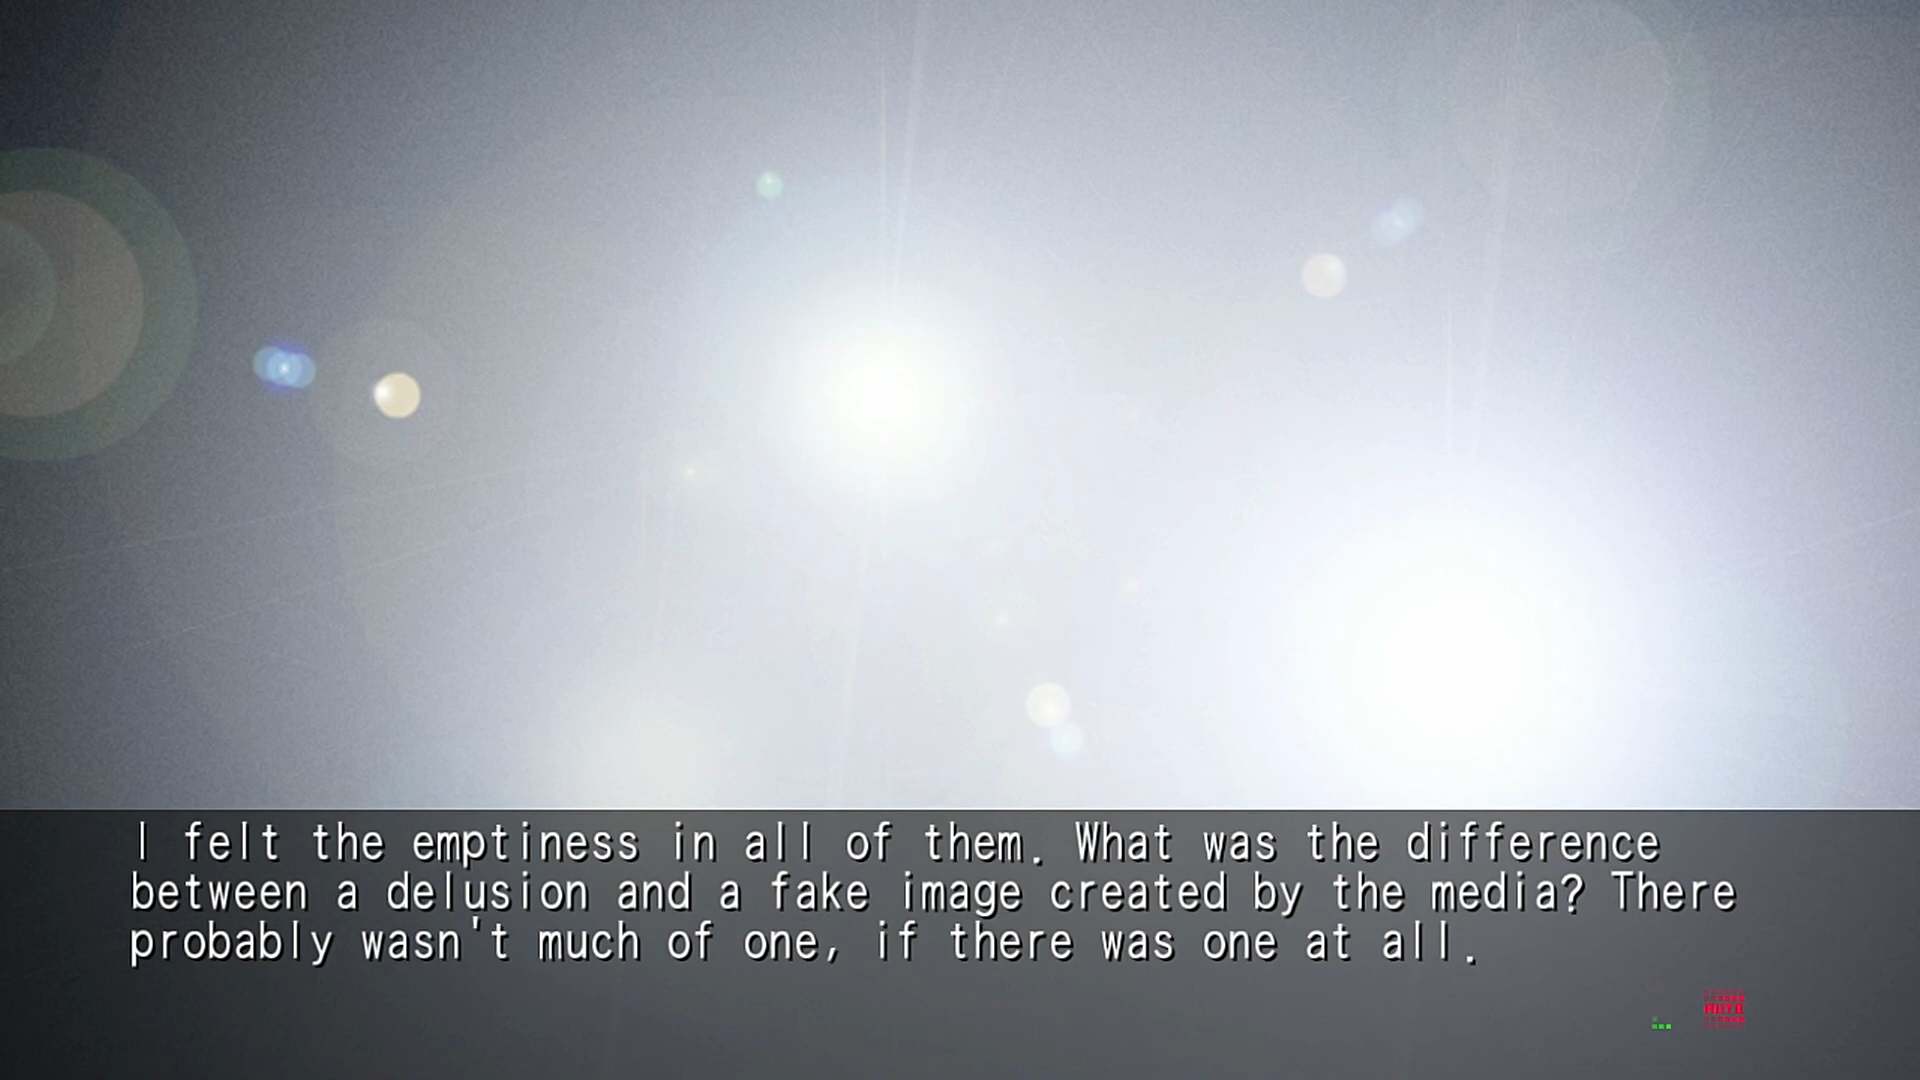 I felt the emptiness in all of them. What was the difference
between a delusion and a fake image created by the media? There
probably wasn't much of one, if there was one at all.
AUTO